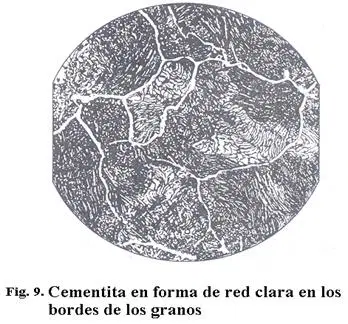 Fig. 9. Cementita en forma de red clara en los
bordes de los granos